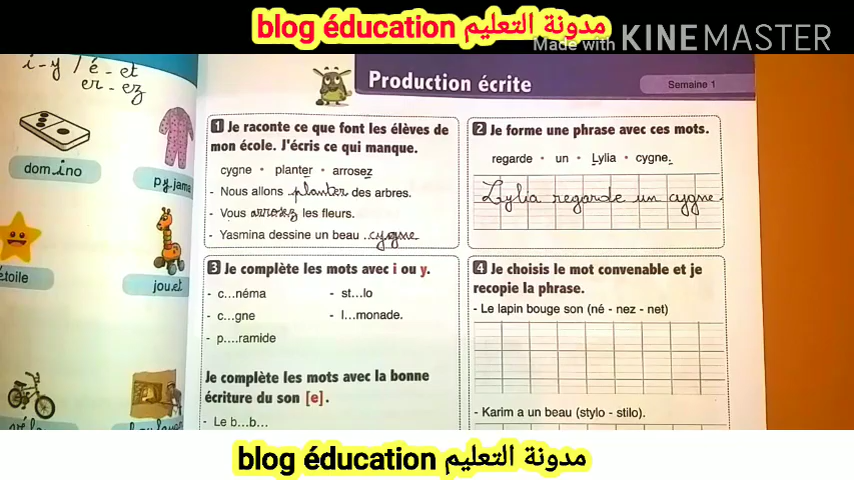 blog éducation مدونة التعليم
Made with KINEMASTER
i-y / é-et
er-ez
dom.ino
py.jama
étoile
jou.et
Production écrite
Semaine 1
1 Je raconte ce que font les élèves de
mon école. J'écris ce qui manque.
cygne • planter • arrosez
- Nous allons planter des arbres.
- Vous arrosez les fleurs.
- Yasmina dessine un beau .cygne
2 Je forme une phrase avec ces mots.
regarde • un • Lylia • cygne.
Lylia regarde un cygne.
3 Je complète les mots avec i ou y.
- c...néma - st...lo
- c...gne - l...monade.
- p....ramide
Je complète les mots avec la bonne
écriture du son [e].
- Le b...b...
4 Je choisis le mot convenable et je
recopie la phrase.
- Le lapin bouge son (né - nez - net)
- Karim a un beau (stylo - stilo).
blog éducation مدونة التعليم